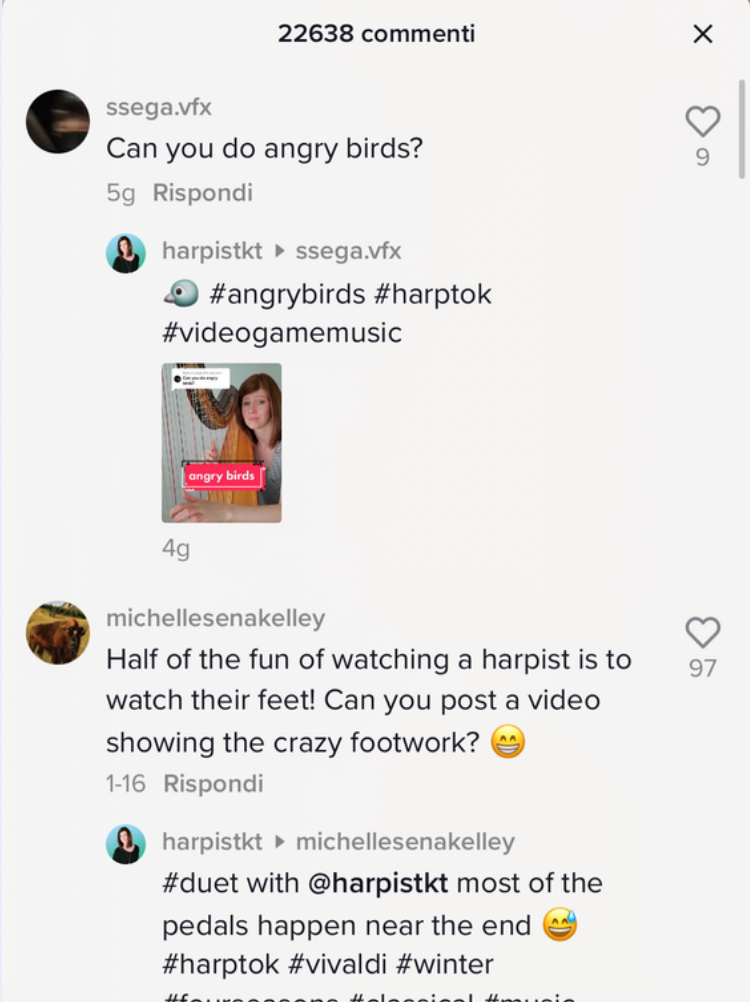 22638 commenti
ssega.vfx
Can you do angry birds?
9
5g Rispondi
harpistkt ▸ ssega.vfx
#angrybirds #harptok
#videogamemusic
Can you do angry
birds?
angry birds
4g
michellesenakelley
Half of the fun of watching a harpist is to
watch their feet! Can you post a video
showing the crazy footwork? 😁
97
1-16 Rispondi
harpistkt ▸ michellesenakelley
#duet with @harpistkt most of the
pedals happen near the end 😅
#harptok #vivaldi #winter
#fourseasons #classical #music